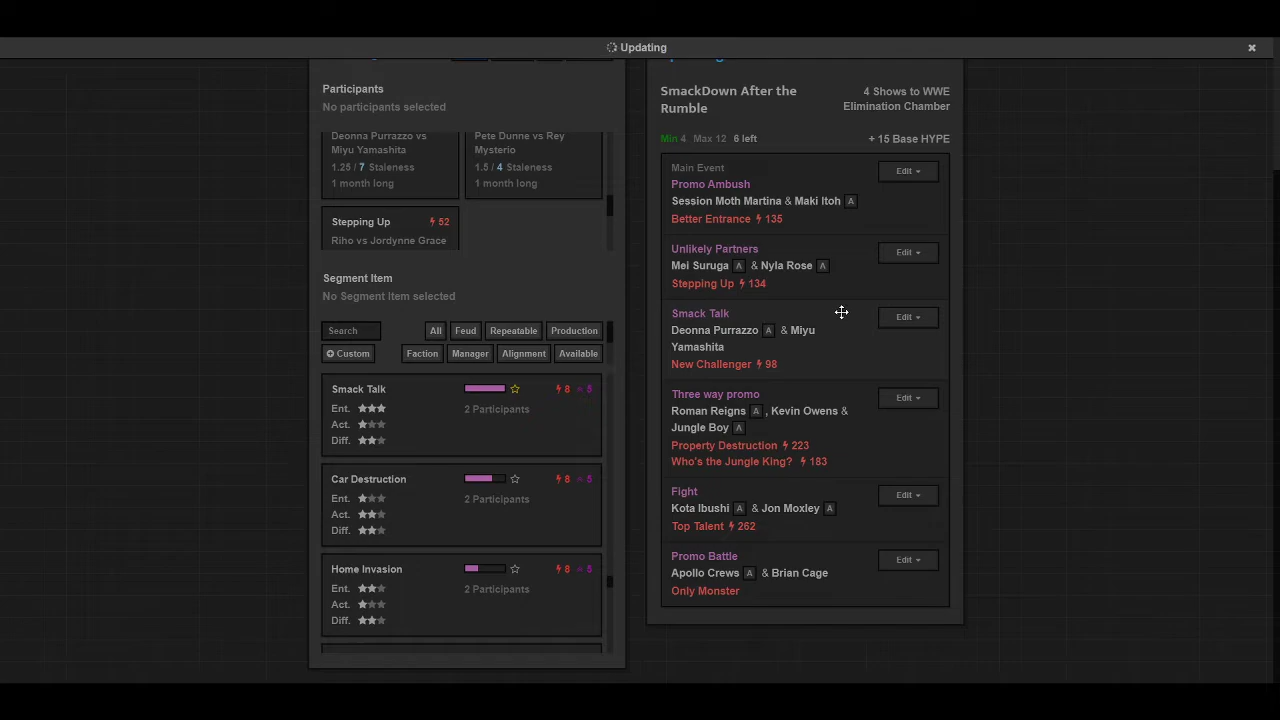 Updating
Participants
No participants selected
Deonna Purrazzo vs
Miyu Yamashita
1.25 / 7 Staleness
1 month long
Pete Dunne vs Rey
Mysterio
1.5 / 4 Staleness
1 month long
Stepping Up 52
Riho vs Jordynne Grace
Segment Item
No Segment Item selected
Search
All Feud Repeatable Production
Custom
Faction Manager Alignment Available
Smack Talk 8 5
Ent. 2 Participants
Act.
Diff.
Car Destruction 8 5
Ent. 2 Participants
Act.
Diff.
Home Invasion 8 5
Ent. 2 Participants
Act.
Diff.
SmackDown After the
Rumble
4 Shows to WWE
Elimination Chamber
Min 4 Max 12 6 left + 15 Base HYPE
Main Event
Edit
Promo Ambush
Session Moth Martina & Maki Itoh A
Better Entrance 135
Unlikely Partners
Edit
Mei Suruga A & Nyla Rose A
Stepping Up 134
Smack Talk
Edit
Deonna Purrazzo A & Miyu
Yamashita
New Challenger 98
Three way promo
Edit
Roman Reigns A , Kevin Owens &
Jungle Boy A
Property Destruction 223
Who's the Jungle King? 183
Fight
Edit
Kota Ibushi A & Jon Moxley A
Top Talent 262
Promo Battle
Edit
Apollo Crews A & Brian Cage
Only Monster